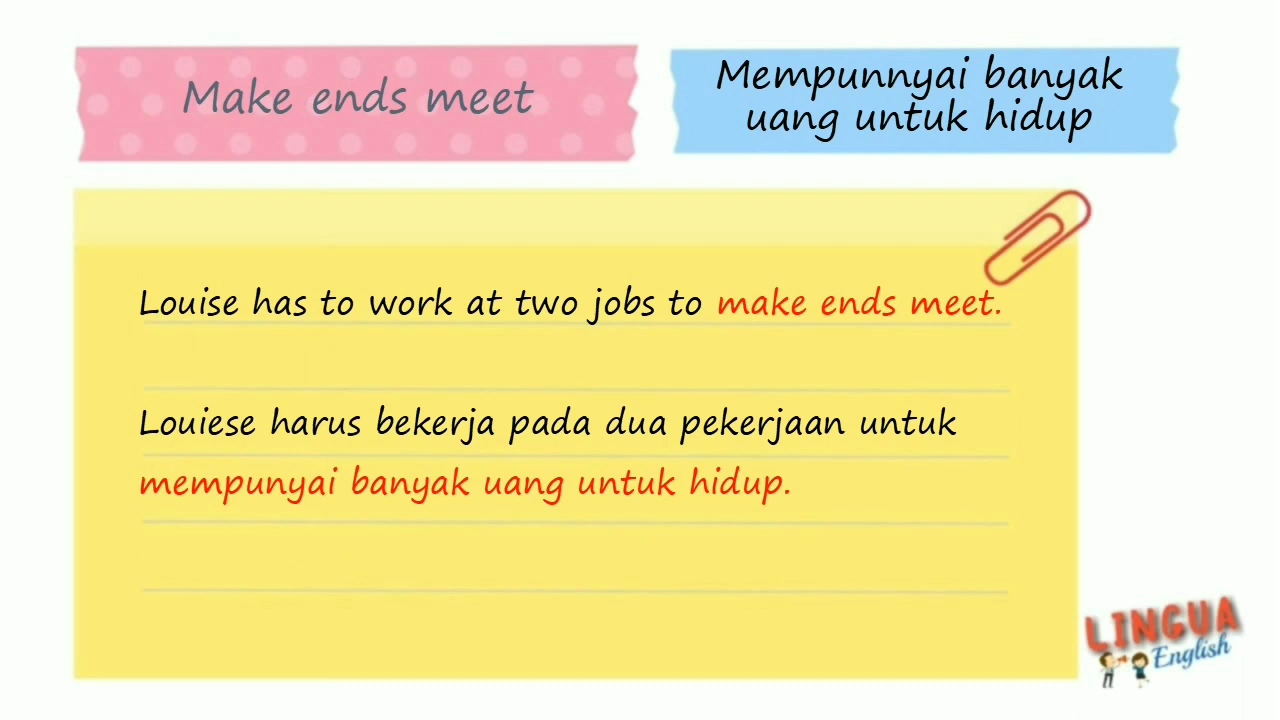 Make ends meet
Mempunnyai banyak
uang untuk hidup
Louise has to work at two jobs to make ends meet.
Louiese harus bekerja pada dua pekerjaan untuk
mempunyai banyak uang untuk hidup.
LINGUA
English